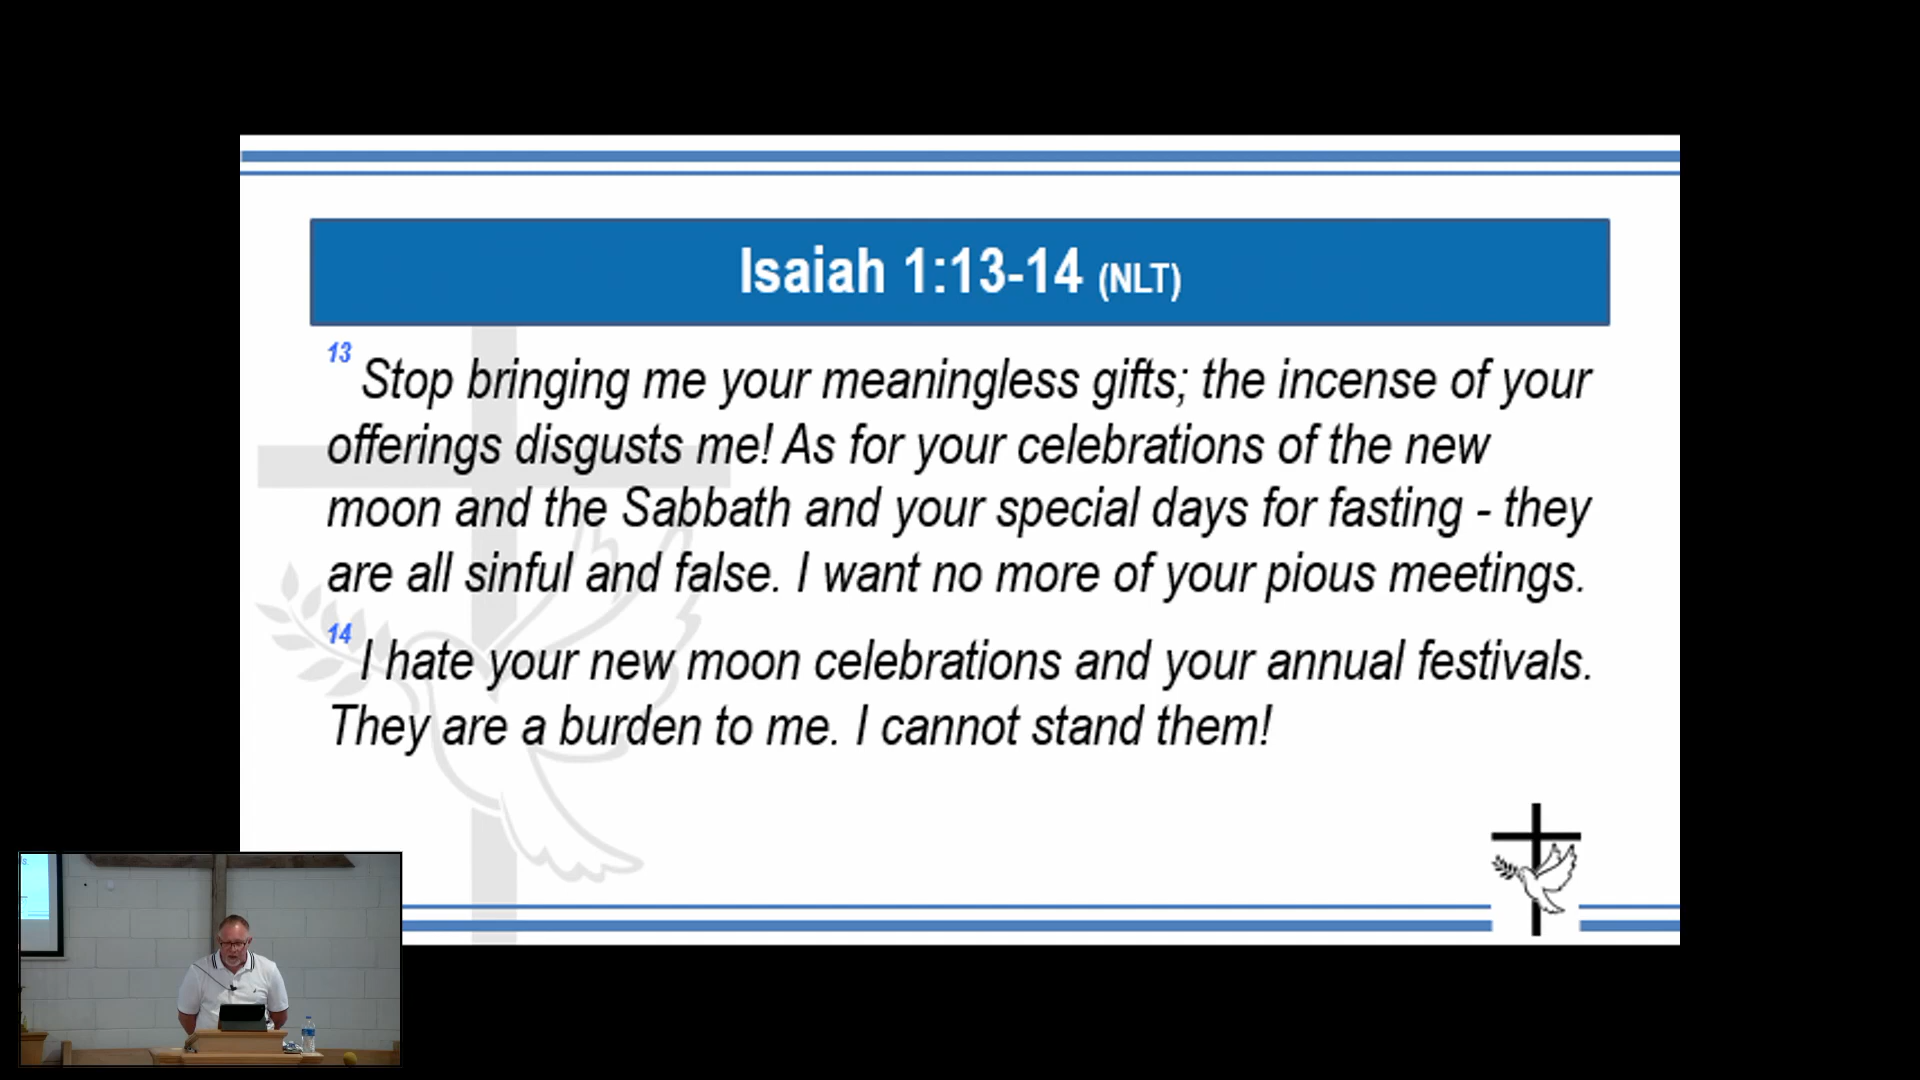 Isaiah 1:13-14 (NLT)
13 Stop bringing me your meaningless gifts; the incense of your
offerings disgusts me! As for your celebrations of the new
moon and the Sabbath and your special days for fasting - they
are all sinful and false. I want no more of your pious meetings.
14 I hate your new moon celebrations and your annual festivals.
They are a burden to me. I cannot stand them!